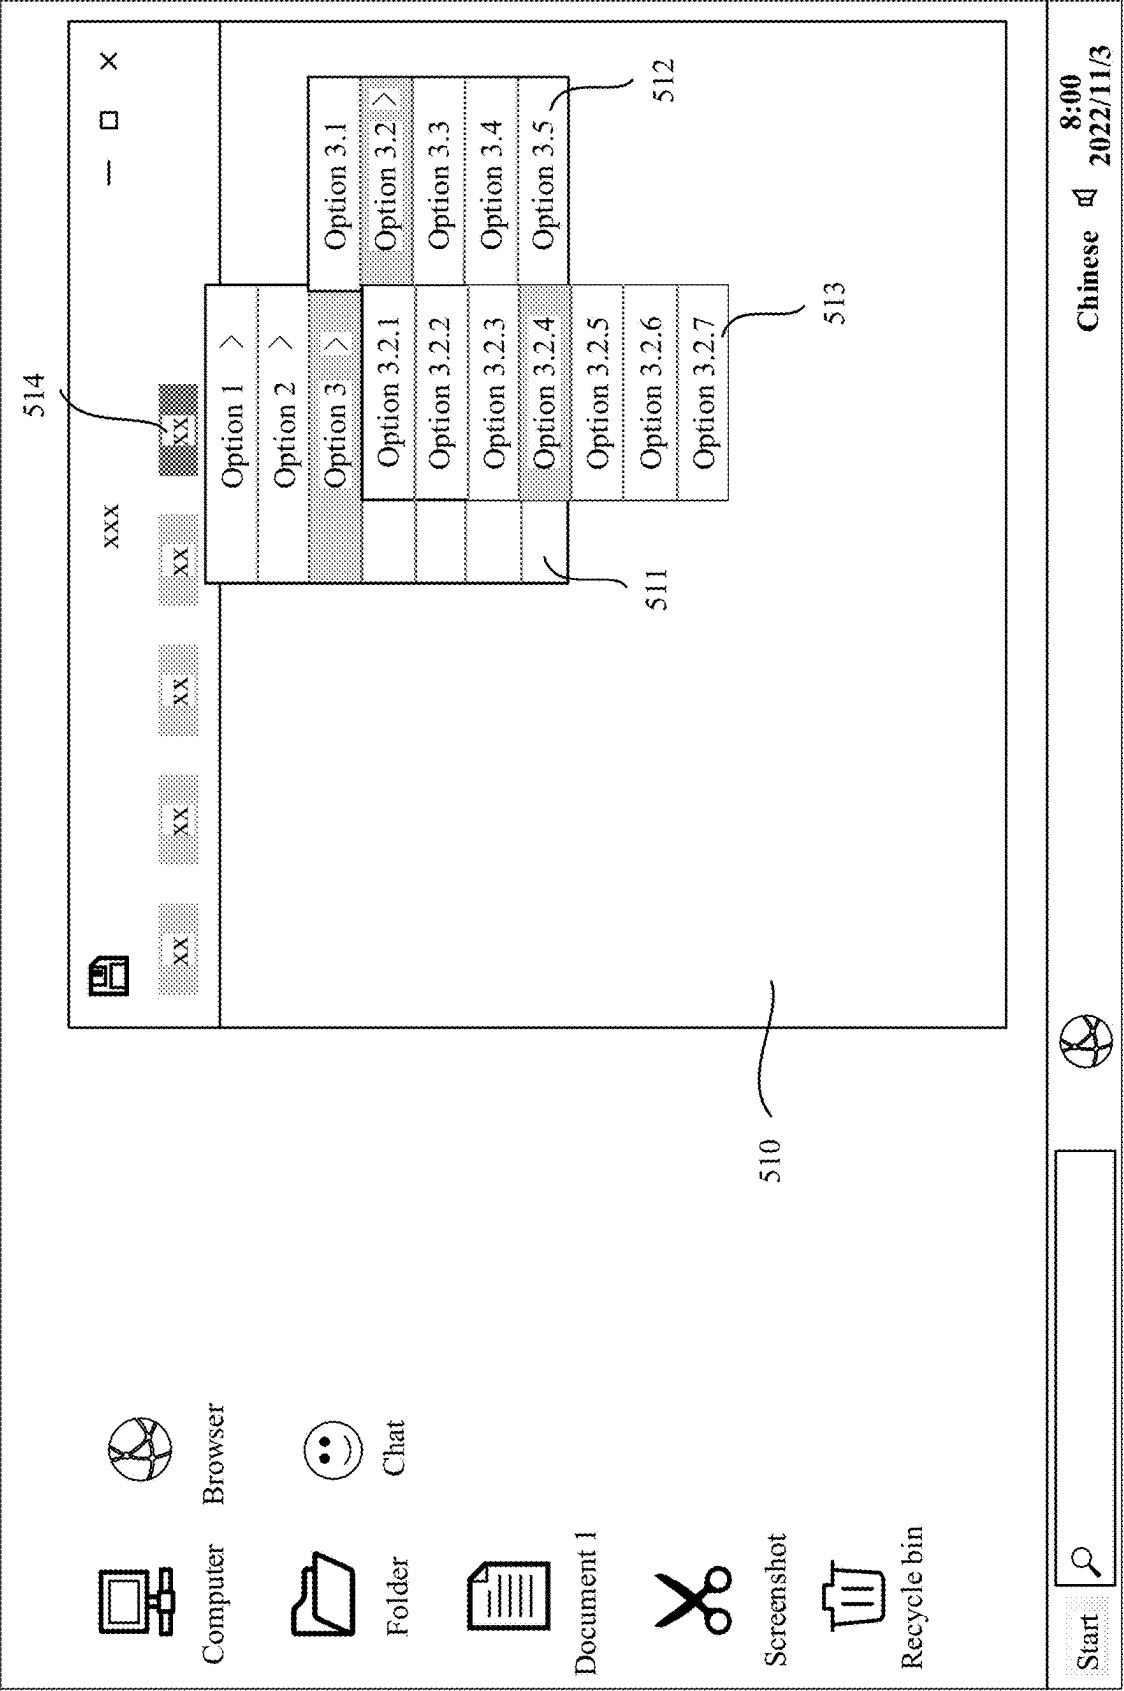 514
xxx
— □ ×
xx
xx
xx
xx
xx
Option 1 >
Option 2 >
Option 3 >
Option 3.1
Option 3.2 >
Option 3.3
Option 3.4
Option 3.5
512
Option 3.2.1
Option 3.2.2
Option 3.2.3
Option 3.2.4
Option 3.2.5
Option 3.2.6
Option 3.2.7
511
513
510
Computer
Browser
Folder
Chat
Document 1
Screenshot
Recycle bin
Start
Chinese
8:00
2022/11/3